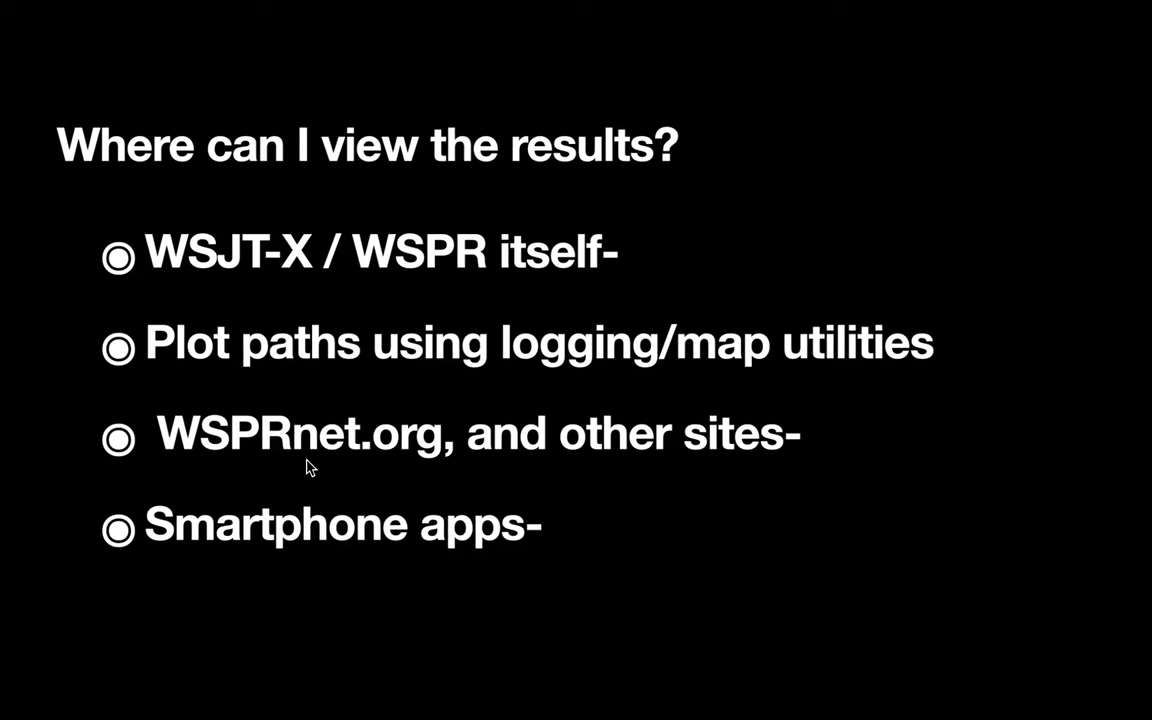 Where can I view the results?
◉ WSJT-X / WSPR itself-
◉ Plot paths using logging/map utilities
◉ WSPRnet.org, and other sites-
◉ Smartphone apps-